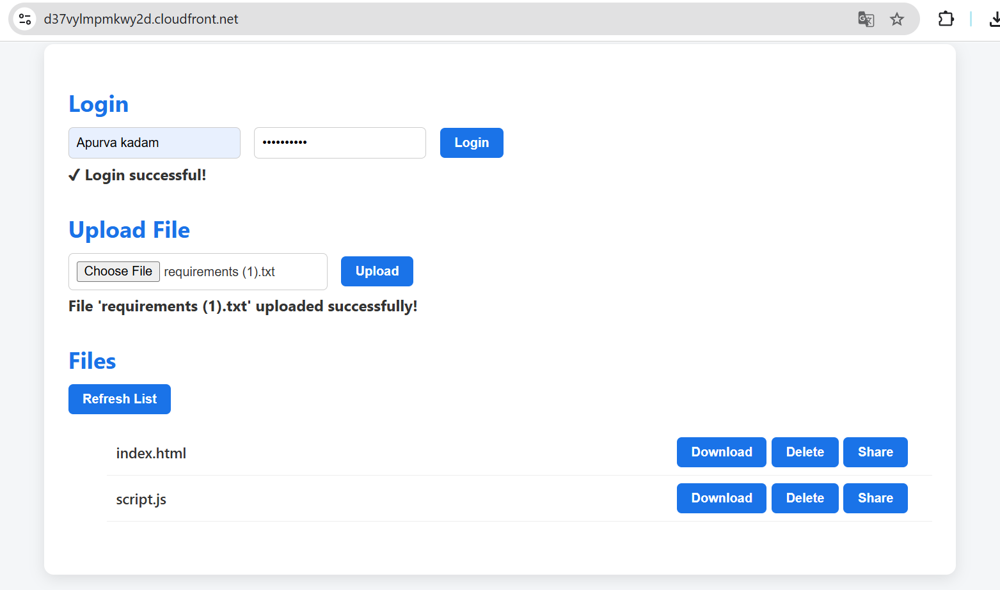 d37vylmpmkwy2d.cloudfront.net
Login
Apurva kadam •••••••••• Login
✔ Login successful!
Upload File
Choose File requirements (1).txt Upload
File 'requirements (1).txt' uploaded successfully!
Files
Refresh List
index.html Download Delete Share
script.js Download Delete Share